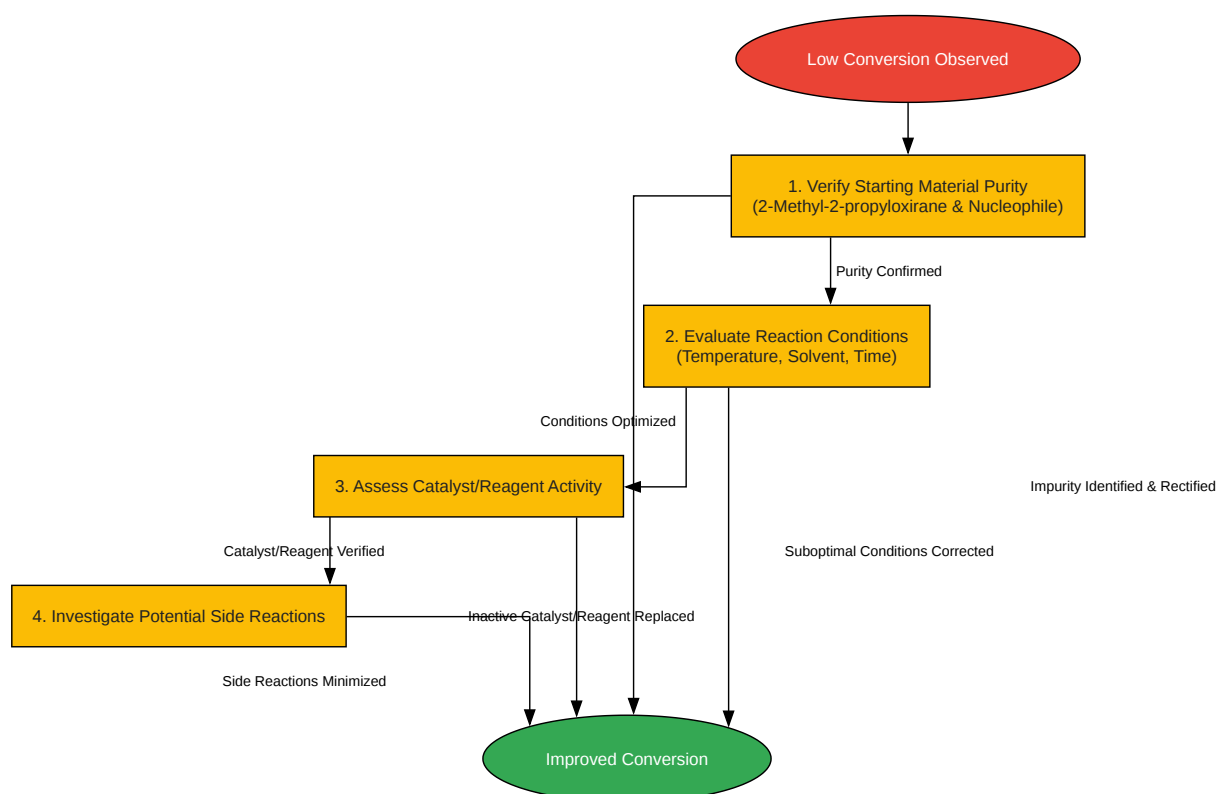 Low Conversion Observed
1. Verify Starting Material Purity
(2-Methyl-2-propyloxirane & Nucleophile)
Purity Confirmed
2. Evaluate Reaction Conditions
(Temperature, Solvent, Time)
Conditions Optimized
3. Assess Catalyst/Reagent Activity
Impurity Identified & Rectified
Catalyst/Reagent Verified
Suboptimal Conditions Corrected
4. Investigate Potential Side Reactions
Inactive Catalyst/Reagent Replaced
Side Reactions Minimized
Improved Conversion